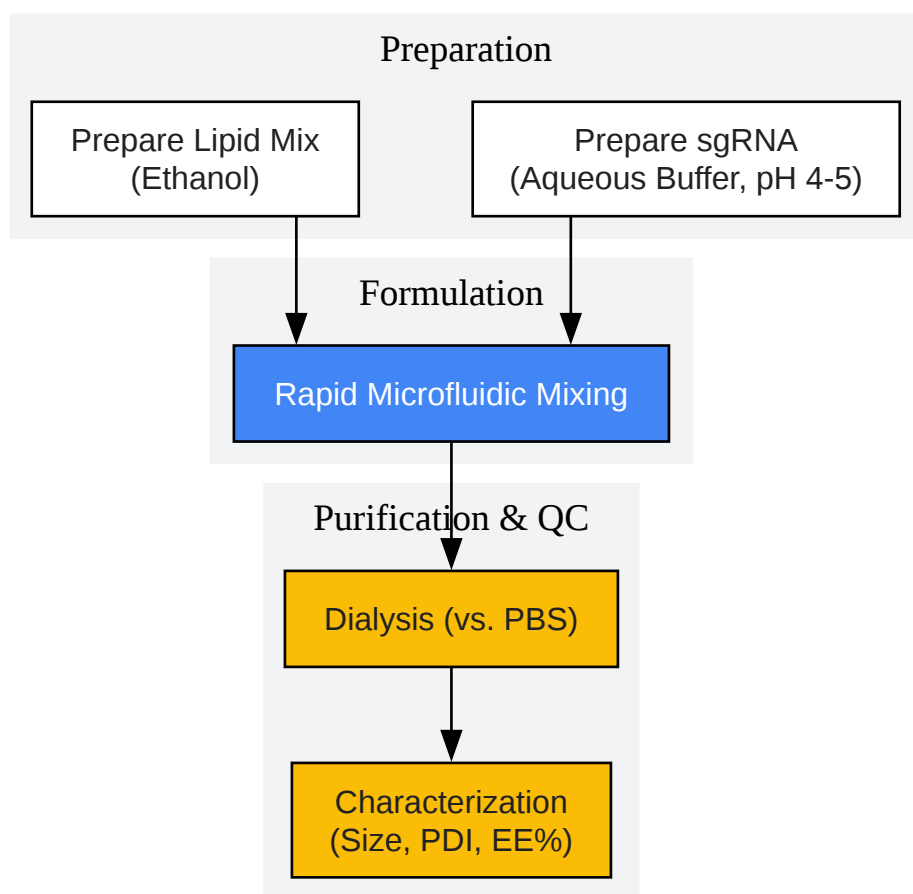 Preparation
Prepare Lipid Mix
(Ethanol)
Prepare sgRNA
(Aqueous Buffer, pH 4-5)
Formulation
Rapid Microfluidic Mixing
Purification & QC
Dialysis (vs. PBS)
Characterization
(Size, PDI, EE%)